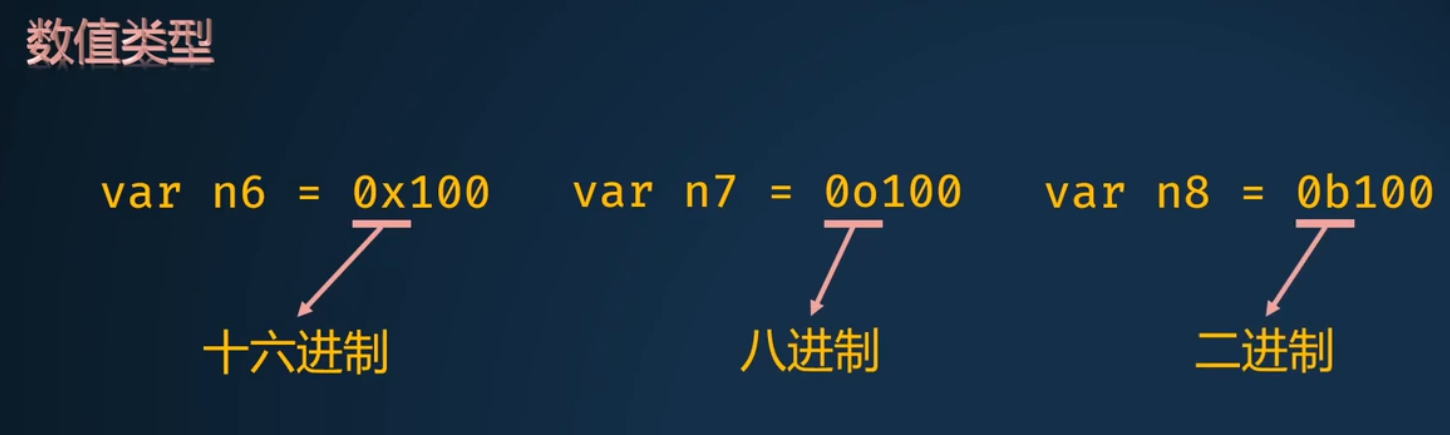 数值类型
var n6 = 0x100 var n7 = 0o100 var n8 = 0b100
十六进制 八进制 二进制